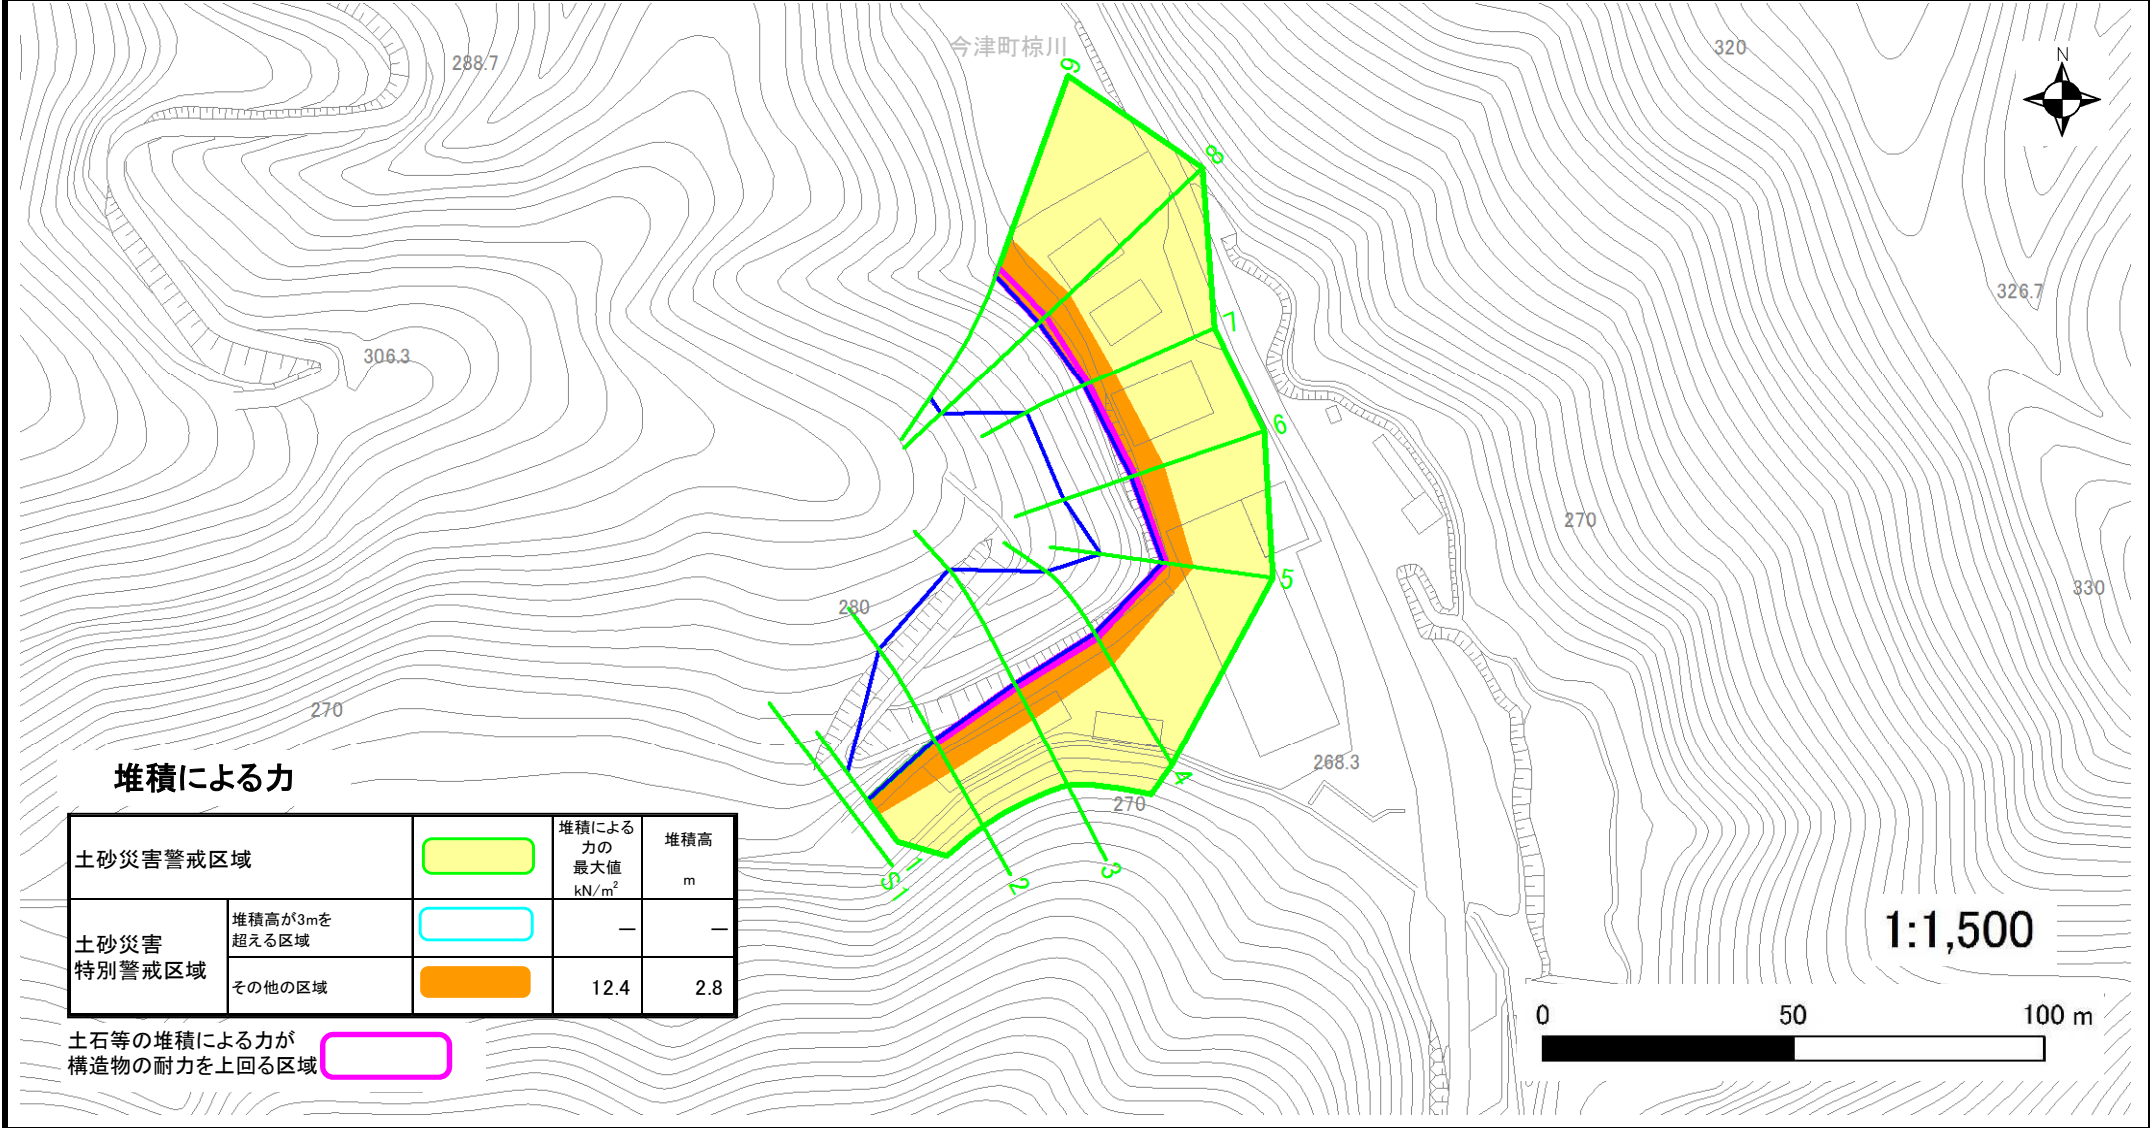 今津町椋川
288.7
320
N
9
8
326.7
7
306.3
6
270
5
330
280
270
268.3
4
270
3
2
1
S1
堆積による力
土砂災害警戒区域
堆積による
力の
最大値
kN/m²
堆積高
m
土砂災害
特別警戒区域
堆積高が3mを
超える区域
―
―
その他の区域
12.4
2.8
土石等の堆積による力が
構造物の耐力を上回る区域
1:1,500
0 50 100 m